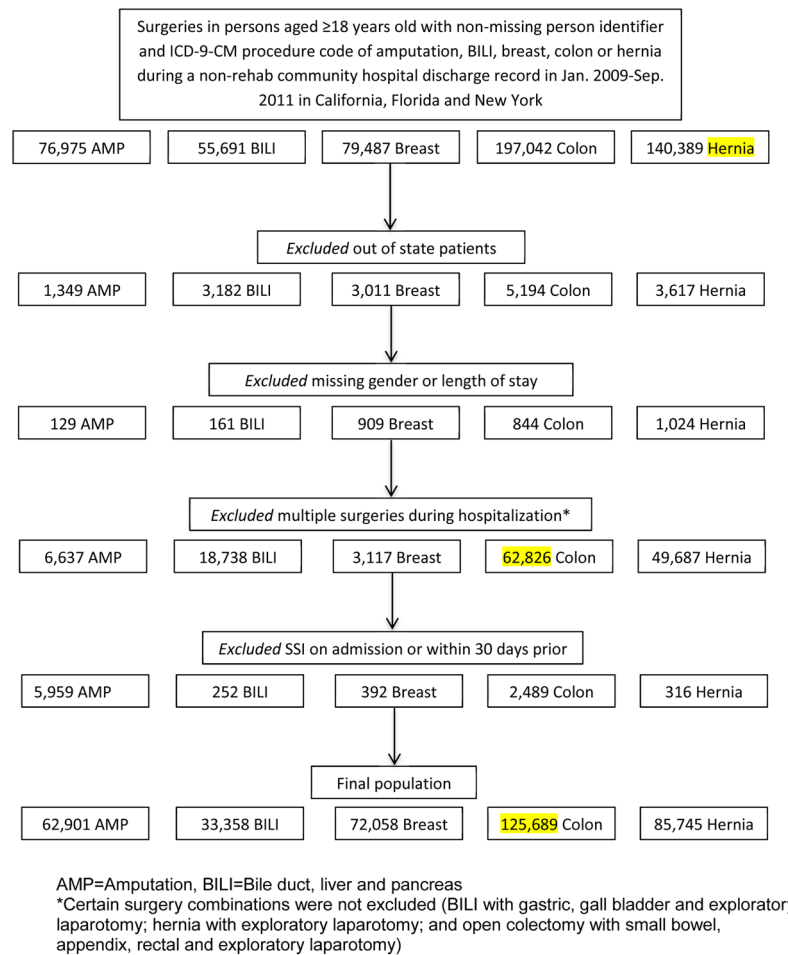 Surgeries in persons aged ≥18 years old with non-missing person identifier
and ICD-9-CM procedure code of amputation, BILI, breast, colon or hernia
during a non-rehab community hospital discharge record in Jan. 2009-Sep.
2011 in California, Florida and New York
76,975 AMP 55,691 BILI 79,487 Breast 197,042 Colon 140,389 Hernia
Excluded out of state patients
1,349 AMP 3,182 BILI 3,011 Breast 5,194 Colon 3,617 Hernia
Excluded missing gender or length of stay
129 AMP 161 BILI 909 Breast 844 Colon 1,024 Hernia
Excluded multiple surgeries during hospitalization*
6,637 AMP 18,738 BILI 3,117 Breast 62,826 Colon 49,687 Hernia
Excluded SSI on admission or within 30 days prior
5,959 AMP 252 BILI 392 Breast 2,489 Colon 316 Hernia
Final population
62,901 AMP 33,358 BILI 72,058 Breast 125,689 Colon 85,745 Hernia
AMP=Amputation, BILI=Bile duct, liver and pancreas
*Certain surgery combinations were not excluded (BILI with gastric, gall bladder and exploratory
laparotomy; hernia with exploratory laparotomy; and open colectomy with small bowel,
appendix, rectal and exploratory laparotomy)